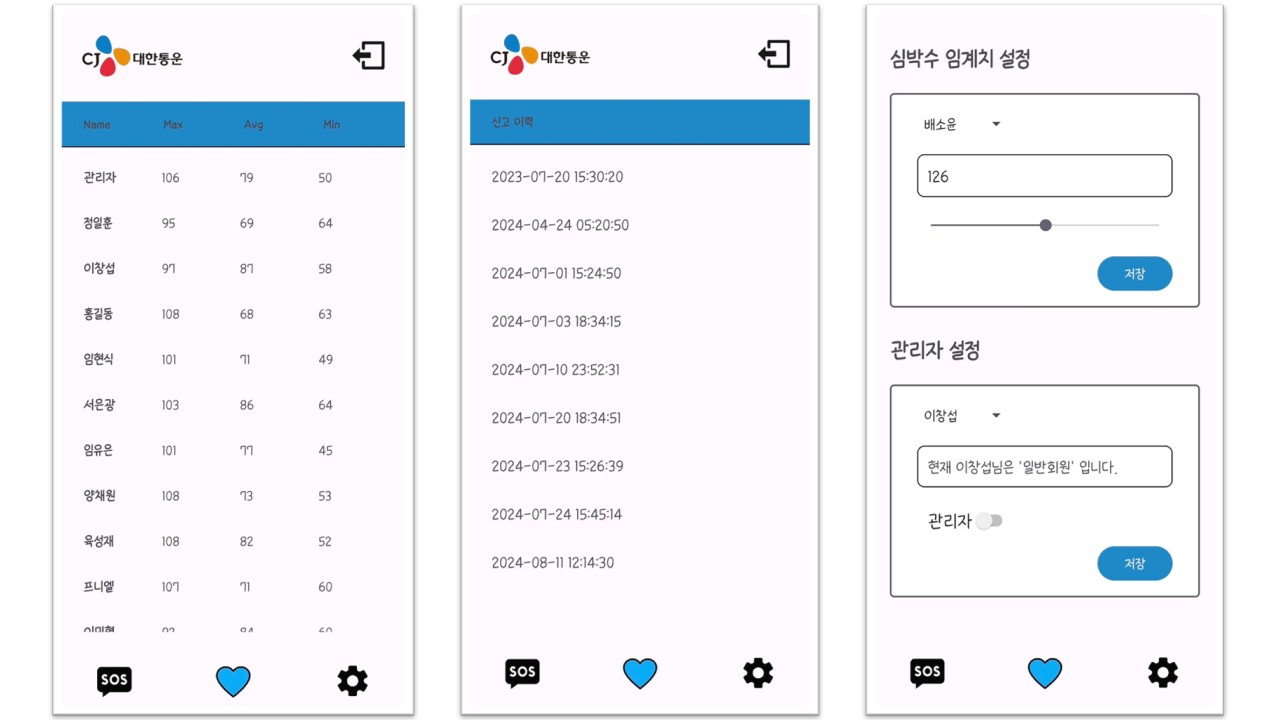 CJ 대한통운
Name Max Avg Min
관리자 106 79 50
정일훈 95 69 64
이창섭 97 87 58
홍길동 108 68 63
임현식 101 71 49
서은광 103 86 64
임유은 101 77 45
양채원 108 73 53
육성재 108 82 52
프니엘 107 71 60
SOS
CJ 대한통운
신고 이력
2023-07-20 15:30:20
2024-04-24 05:20:50
2024-07-01 15:24:50
2024-07-03 18:34:15
2024-07-10 23:52:31
2024-07-20 18:34:51
2024-07-23 15:26:39
2024-07-24 15:45:14
2024-08-11 12:14:30
SOS
심박수 임계치 설정
배소윤
126
저장
관리자 설정
이창섭
현재 이창섭님은 '일반회원' 입니다.
관리자
저장
SOS